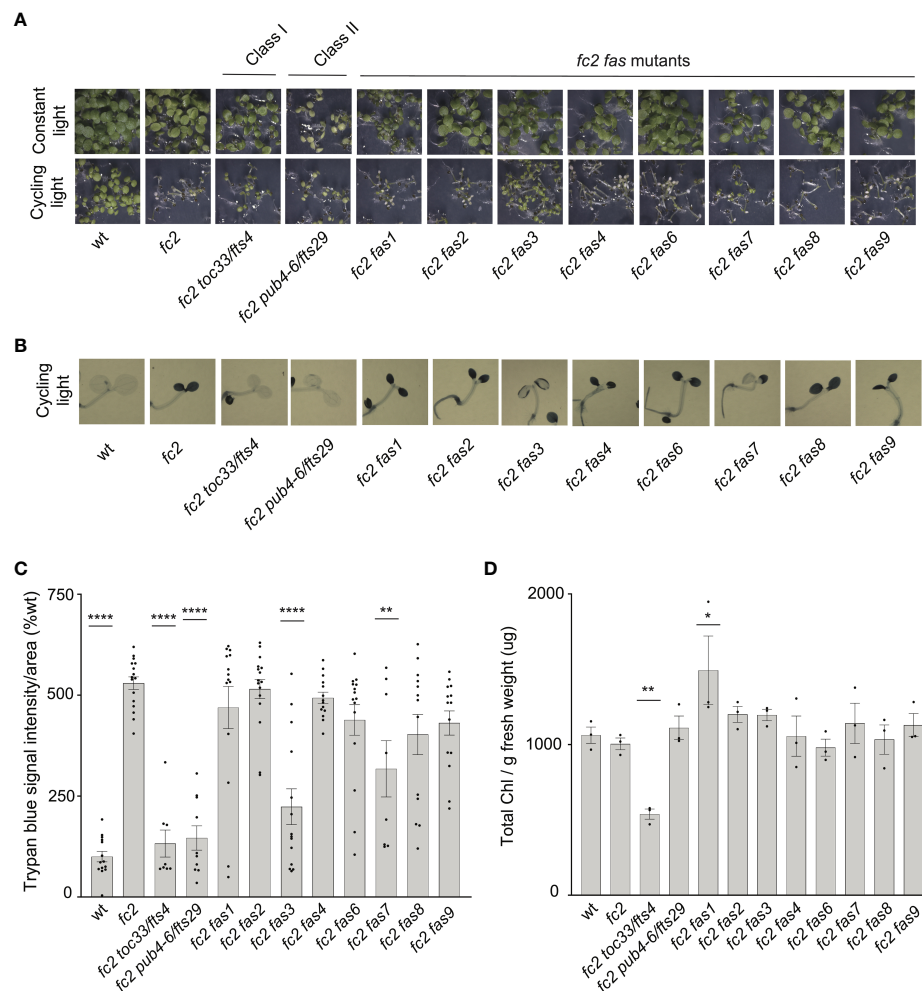 A
Class I
Class II
fc2 fas mutants
Constant
light
Cycling
light
wt
fc2
fc2 toc33/fts4
fc2 pub4-6/fts29
fc2 fas1
fc2 fas2
fc2 fas3
fc2 fas4
fc2 fas6
fc2 fas7
fc2 fas8
fc2 fas9
B
Cycling
light
wt
fc2
fc2 toc33/fts4
fc2 pub4-6/fts29
fc2 fas1
fc2 fas2
fc2 fas3
fc2 fas4
fc2 fas6
fc2 fas7
fc2 fas8
fc2 fas9
C
Trypan blue signal intensity/area (%wt)
750
500
250
0
****
****
****
****
**
wt
fc2
fc2 toc33/fts4
fc2 pub4-6/fts29
fc2 fas1
fc2 fas2
fc2 fas3
fc2 fas4
fc2 fas6
fc2 fas7
fc2 fas8
fc2 fas9
D
Total Chl / g fresh weight (ug)
2000
1000
0
**
*
wt
fc2
fc2 toc33/fts4
fc2 pub4-6/fts29
fc2 fas1
fc2 fas2
fc2 fas3
fc2 fas4
fc2 fas6
fc2 fas7
fc2 fas8
fc2 fas9